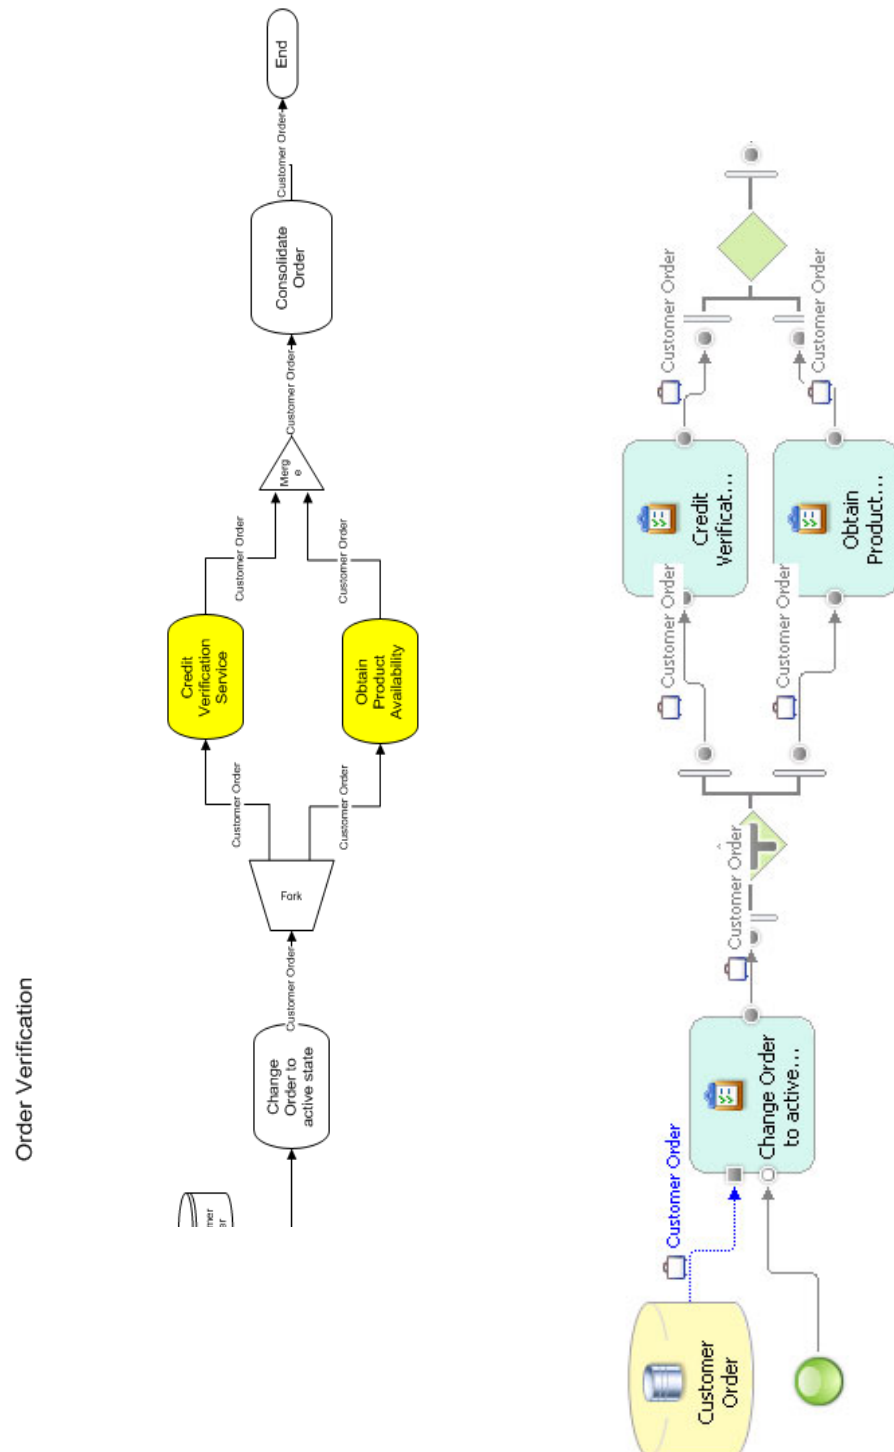 Order Verification
mer
er
Change
Order to
active state
Customer Order
Fork
Customer Order
Customer Order
Credit
Verification
Service
Obtain
Product
Availability
Customer Order
Customer Order
Merg
e
Customer Order
Consolidate
Order
Customer Order
End
Customer
Order
Customer Order
Change Order
to active...
Customer Order
Customer Order
Customer Order
Credit
Verificat...
Obtain
Product...
Customer Order
Customer Order